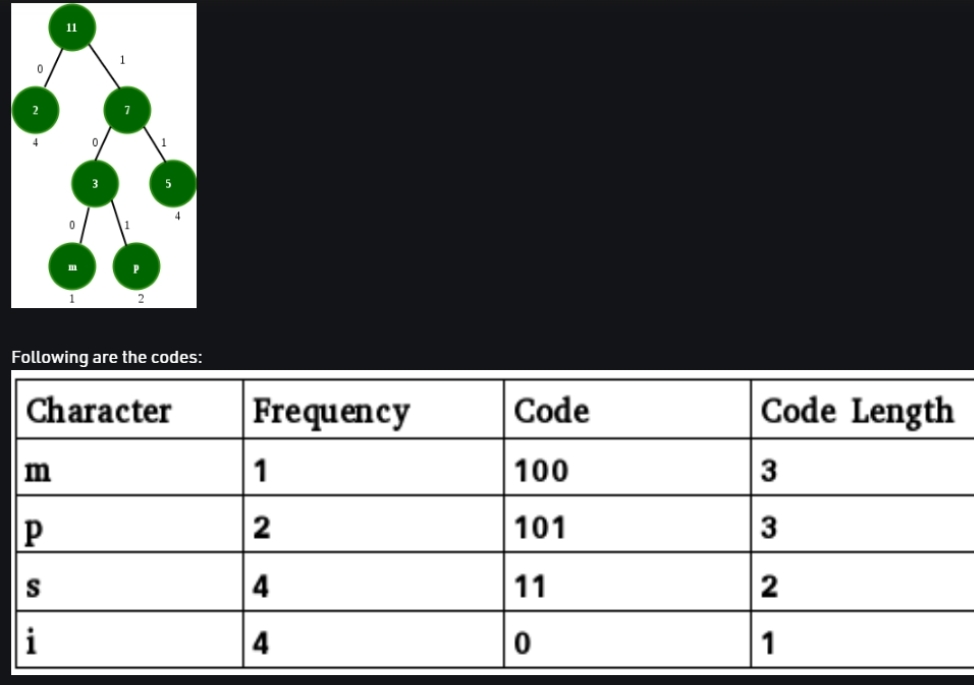 11
0 1
2 7
4 0 1
3 5
0 1 4
m p
1 2
Following are the codes:
Character Frequency Code Code Length
m 1 100 3
p 2 101 3
s 4 11 2
i 4 0 1